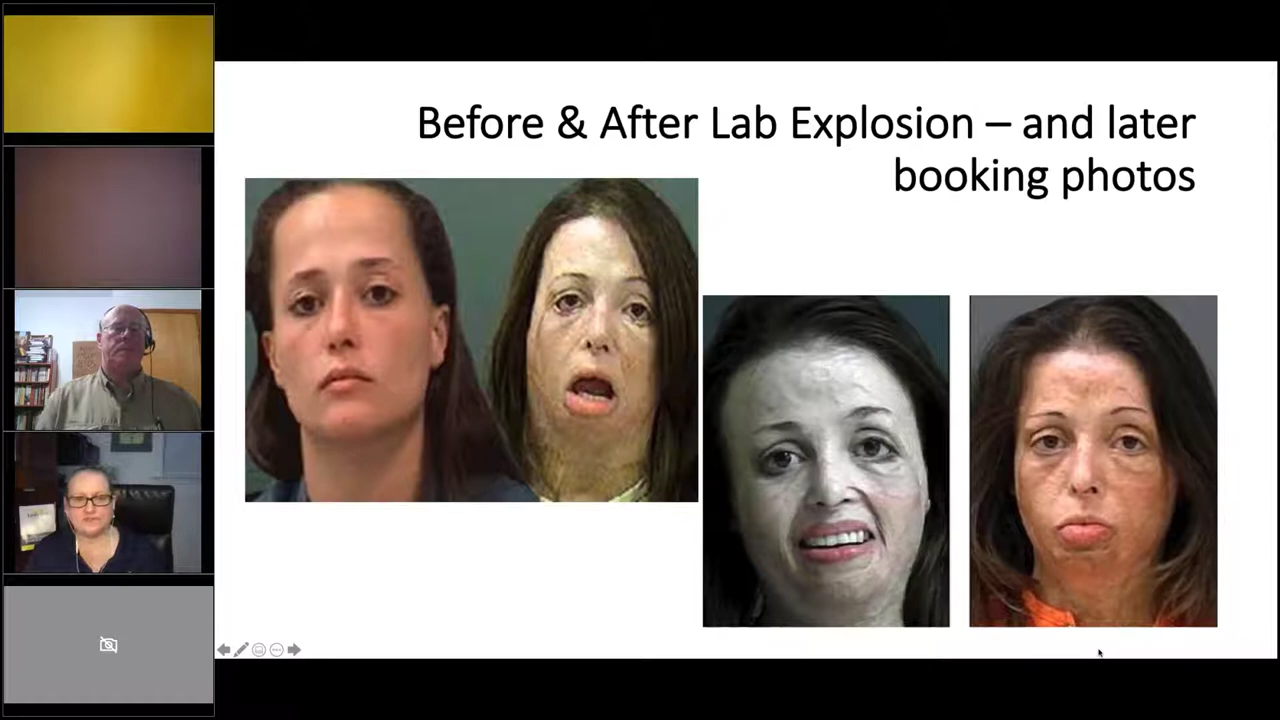 Before & After Lab Explosion – and later
booking photos